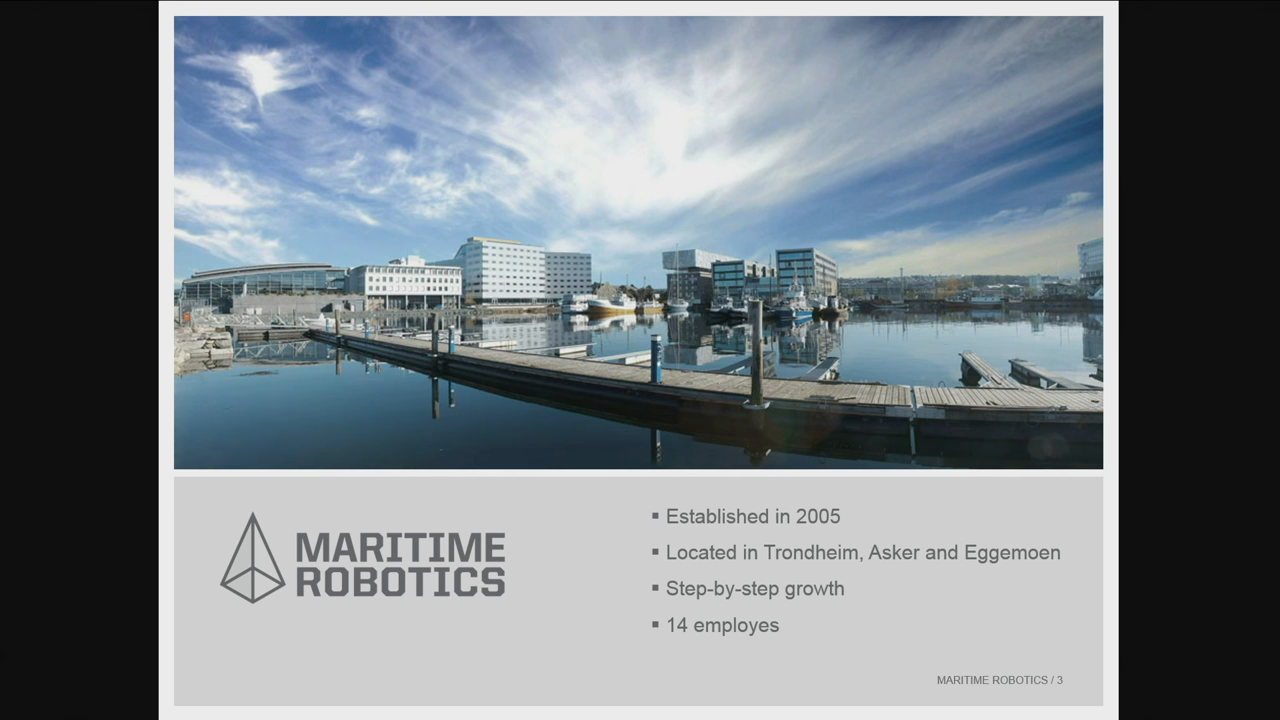 MARITIME
ROBOTICS
▪ Established in 2005
▪ Located in Trondheim, Asker and Eggemoen
▪ Step-by-step growth
▪ 14 employes
MARITIME ROBOTICS / 3